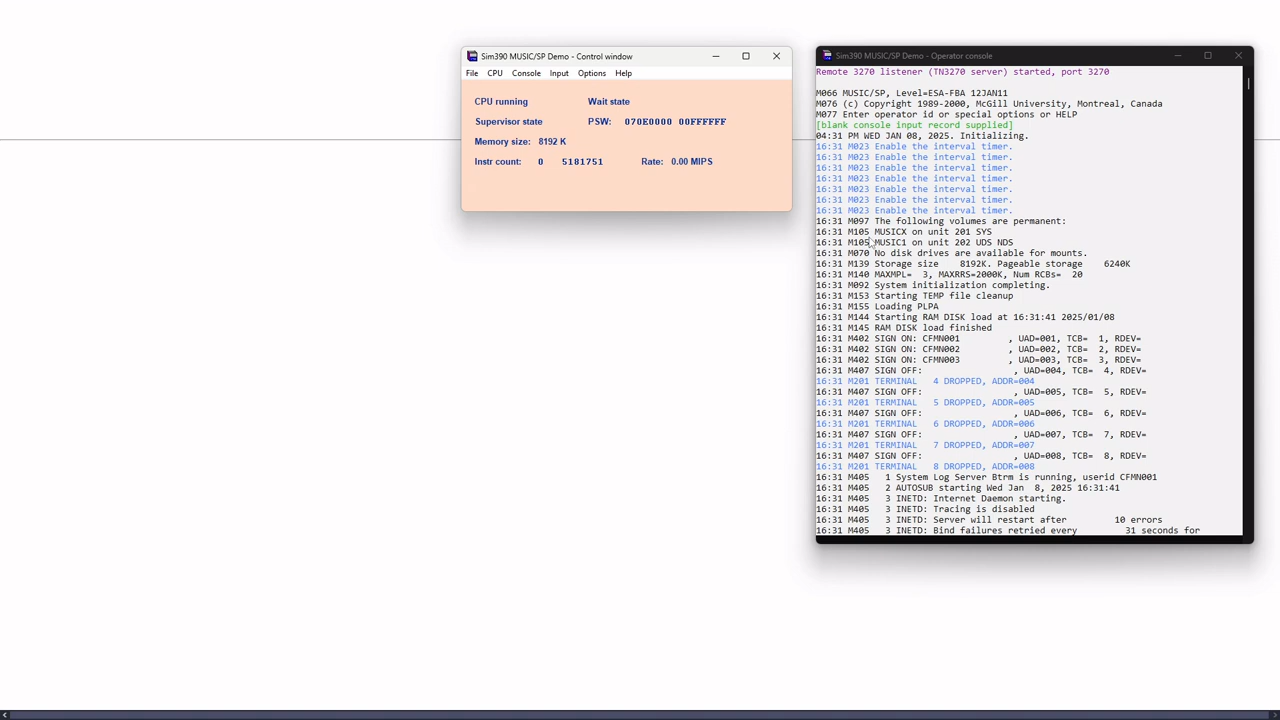 Sim390 MUSIC/SP Demo - Control window
File CPU Console Input Options Help
CPU running Wait state
Supervisor state PSW: 070E0000 00FFFFFF
Memory size: 8192 K
Instr count: 0 5181751 Rate: 0.00 MIPS
Sim390 MUSIC/SP Demo - Operator console
Remote 3270 listener (TN3270 server) started, port 3270
M066 MUSIC/SP, Level=ESA-FBA 12JAN11
M076 (c) Copyright 1989-2000, McGill University, Montreal, Canada
M077 Enter operator id or special options or HELP
[blank console input record supplied]
04:31 PM WED JAN 08, 2025. Initializing.
16:31 M023 Enable the interval timer.
16:31 M023 Enable the interval timer.
16:31 M023 Enable the interval timer.
16:31 M023 Enable the interval timer.
16:31 M023 Enable the interval timer.
16:31 M023 Enable the interval timer.
16:31 M023 Enable the interval timer.
16:31 M097 The following volumes are permanent:
16:31 M105 MUSICX on unit 201 SYS
16:31 M105 MUSIC1 on unit 202 UDS NDS
16:31 M070 No disk drives are available for mounts.
16:31 M139 Storage size 8192K. Pageable storage 6240K
16:31 M140 MAXMPL= 3, MAXRRS=2000K, Num RCBs= 20
16:31 M092 System initialization completing.
16:31 M153 Starting TEMP file cleanup
16:31 M155 Loading PLPA
16:31 M144 Starting RAM DISK load at 16:31:41 2025/01/08
16:31 M145 RAM DISK load finished
16:31 M402 SIGN ON: CFMN001 , UAD=001, TCB= 1, RDEV=
16:31 M402 SIGN ON: CFMN002 , UAD=002, TCB= 2, RDEV=
16:31 M402 SIGN ON: CFMN003 , UAD=003, TCB= 3, RDEV=
16:31 M407 SIGN OFF: , UAD=004, TCB= 4, RDEV=
16:31 M201 TERMINAL 4 DROPPED, ADDR=004
16:31 M407 SIGN OFF: , UAD=005, TCB= 5, RDEV=
16:31 M201 TERMINAL 5 DROPPED, ADDR=005
16:31 M407 SIGN OFF: , UAD=006, TCB= 6, RDEV=
16:31 M201 TERMINAL 6 DROPPED, ADDR=006
16:31 M407 SIGN OFF: , UAD=007, TCB= 7, RDEV=
16:31 M201 TERMINAL 7 DROPPED, ADDR=007
16:31 M407 SIGN OFF: , UAD=008, TCB= 8, RDEV=
16:31 M201 TERMINAL 8 DROPPED, ADDR=008
16:31 M405 1 System Log Server Btrm is running, userid CFMN001
16:31 M405 2 AUTOSUB starting Wed Jan 8, 2025 16:31:41
16:31 M405 3 INETD: Internet Daemon starting.
16:31 M405 3 INETD: Tracing is disabled
16:31 M405 3 INETD: Server will restart after 10 errors
16:31 M405 3 INETD: Bind failures retried every 31 seconds for